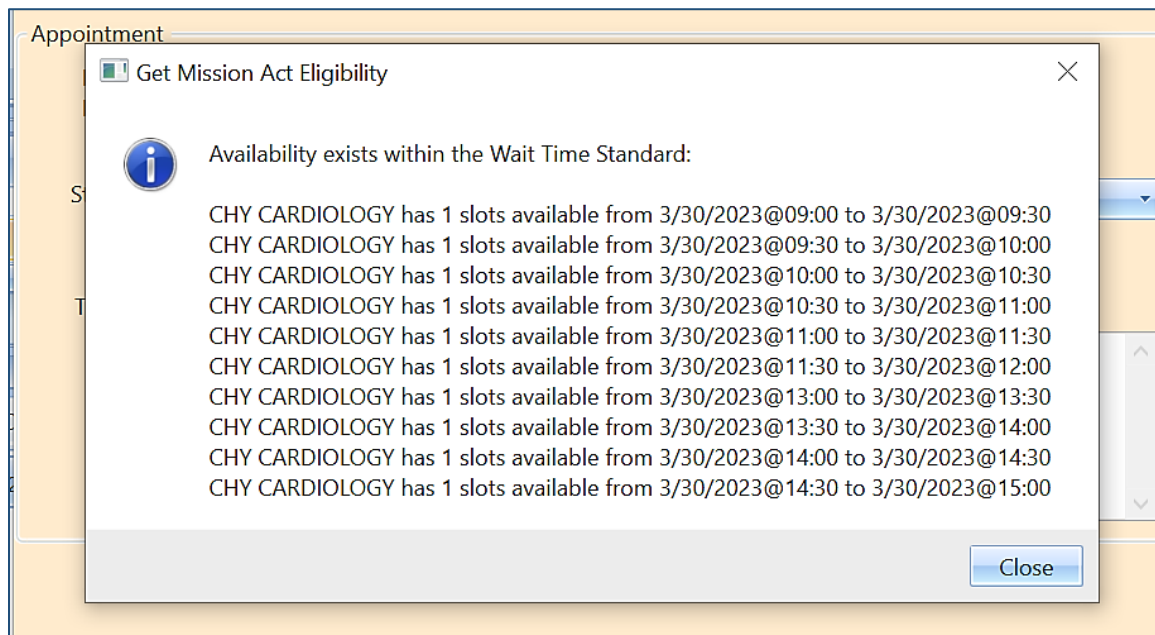 Appointment
Get Mission Act Eligibility
Availability exists within the Wait Time Standard:
CHY CARDIOLOGY has 1 slots available from 3/30/2023@09:00 to 3/30/2023@09:30
CHY CARDIOLOGY has 1 slots available from 3/30/2023@09:30 to 3/30/2023@10:00
CHY CARDIOLOGY has 1 slots available from 3/30/2023@10:00 to 3/30/2023@10:30
CHY CARDIOLOGY has 1 slots available from 3/30/2023@10:30 to 3/30/2023@11:00
CHY CARDIOLOGY has 1 slots available from 3/30/2023@11:00 to 3/30/2023@11:30
CHY CARDIOLOGY has 1 slots available from 3/30/2023@11:30 to 3/30/2023@12:00
CHY CARDIOLOGY has 1 slots available from 3/30/2023@13:00 to 3/30/2023@13:30
CHY CARDIOLOGY has 1 slots available from 3/30/2023@13:30 to 3/30/2023@14:00
CHY CARDIOLOGY has 1 slots available from 3/30/2023@14:00 to 3/30/2023@14:30
CHY CARDIOLOGY has 1 slots available from 3/30/2023@14:30 to 3/30/2023@15:00
Close